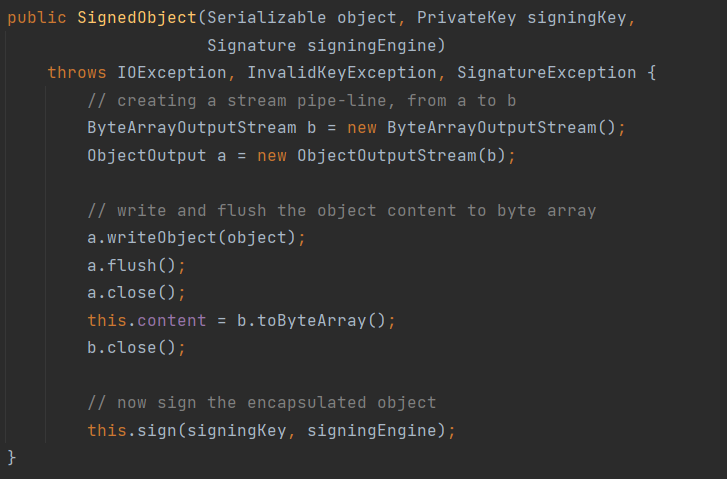 public SignedObject(Serializable object, PrivateKey signingKey,
                    Signature signingEngine)
    throws IOException, InvalidKeyException, SignatureException {
        // creating a stream pipe-line, from a to b
        ByteArrayOutputStream b = new ByteArrayOutputStream();
        ObjectOutput a = new ObjectOutputStream(b);

        // write and flush the object content to byte array
        a.writeObject(object);
        a.flush();
        a.close();
        this.content = b.toByteArray();
        b.close();

        // now sign the encapsulated object
        this.sign(signingKey, signingEngine);
}